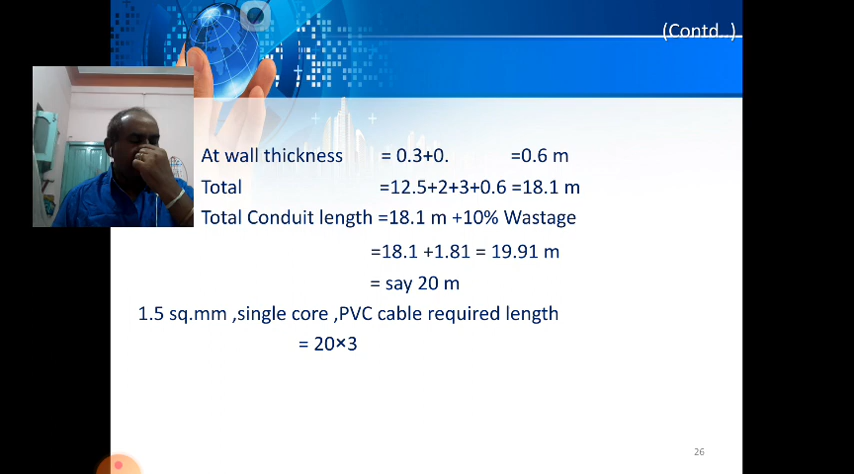 (Contd..)
At wall thickness = 0.3+0. =0.6 m
Total =12.5+2+3+0.6 =18.1 m
Total Conduit length =18.1 m +10% Wastage
=18.1 +1.81 = 19.91 m
= say 20 m
1.5 sq.mm ,single core ,PVC cable required length
= 20×3
26